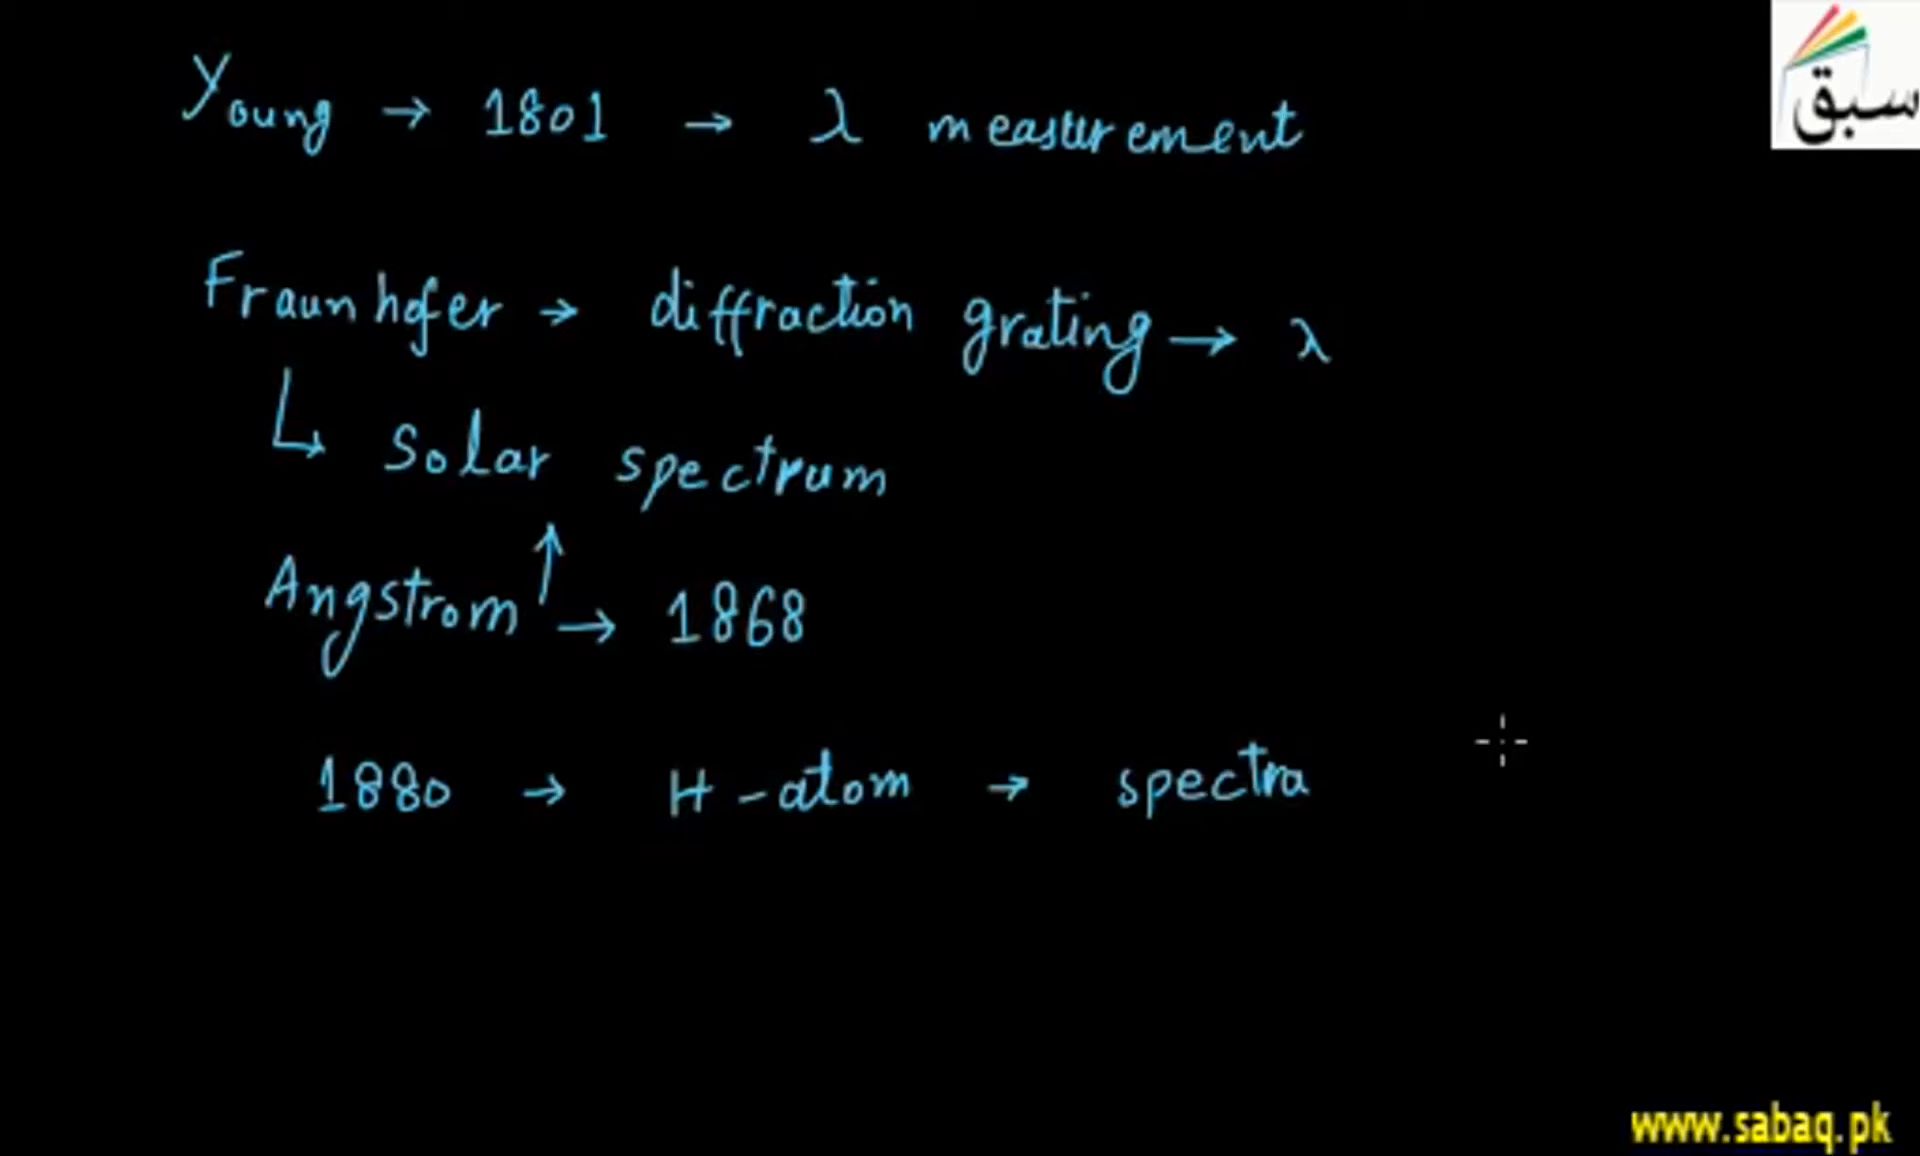 سبق
Young → 1801 → λ measurement
Fraunhofer → diffraction grating → λ
↳ Solar spectrum
↑
Angstrom → 1868
1880 → H-atom → spectra
www.sabaq.pk